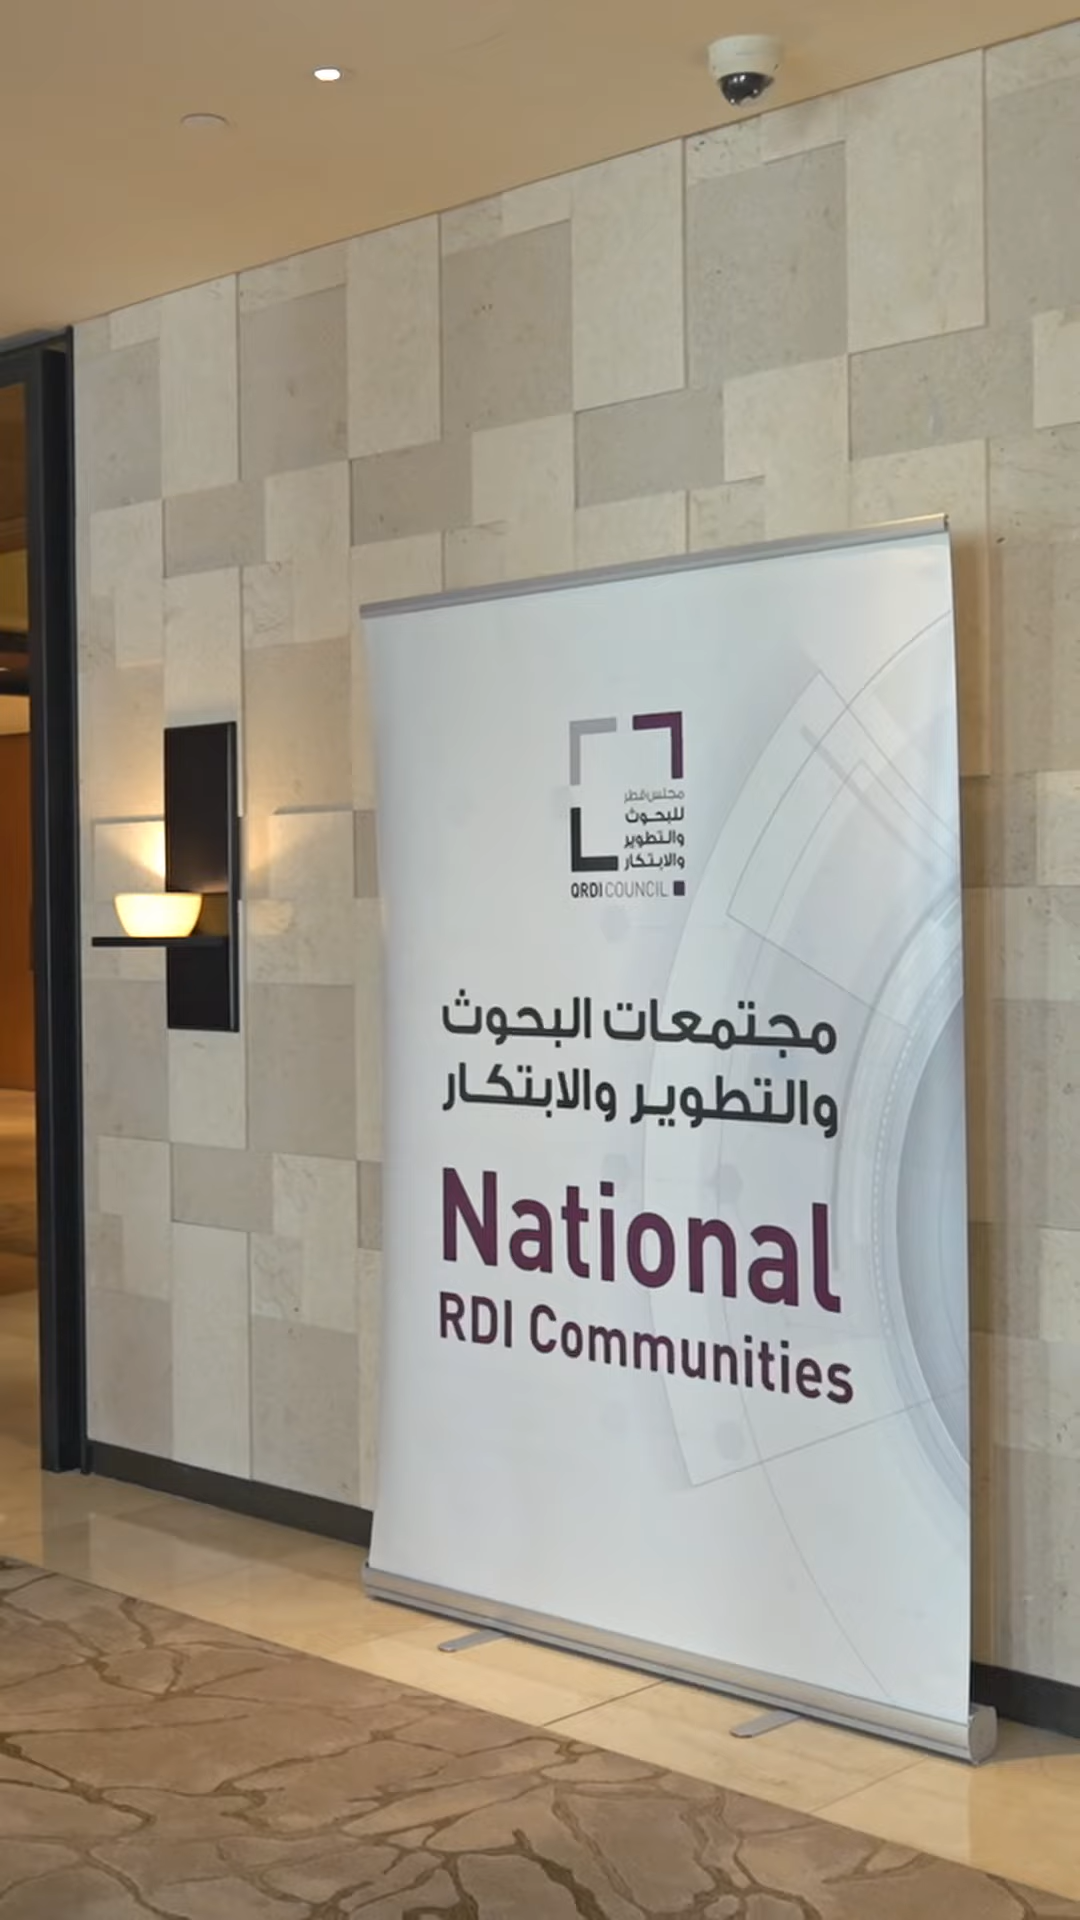 مجلس قطر
للبحوث
والتطوير
والابتكار
QRDI COUNCIL
مجتمعات البحوث
والتطوير والابتكار
National
RDI Communities